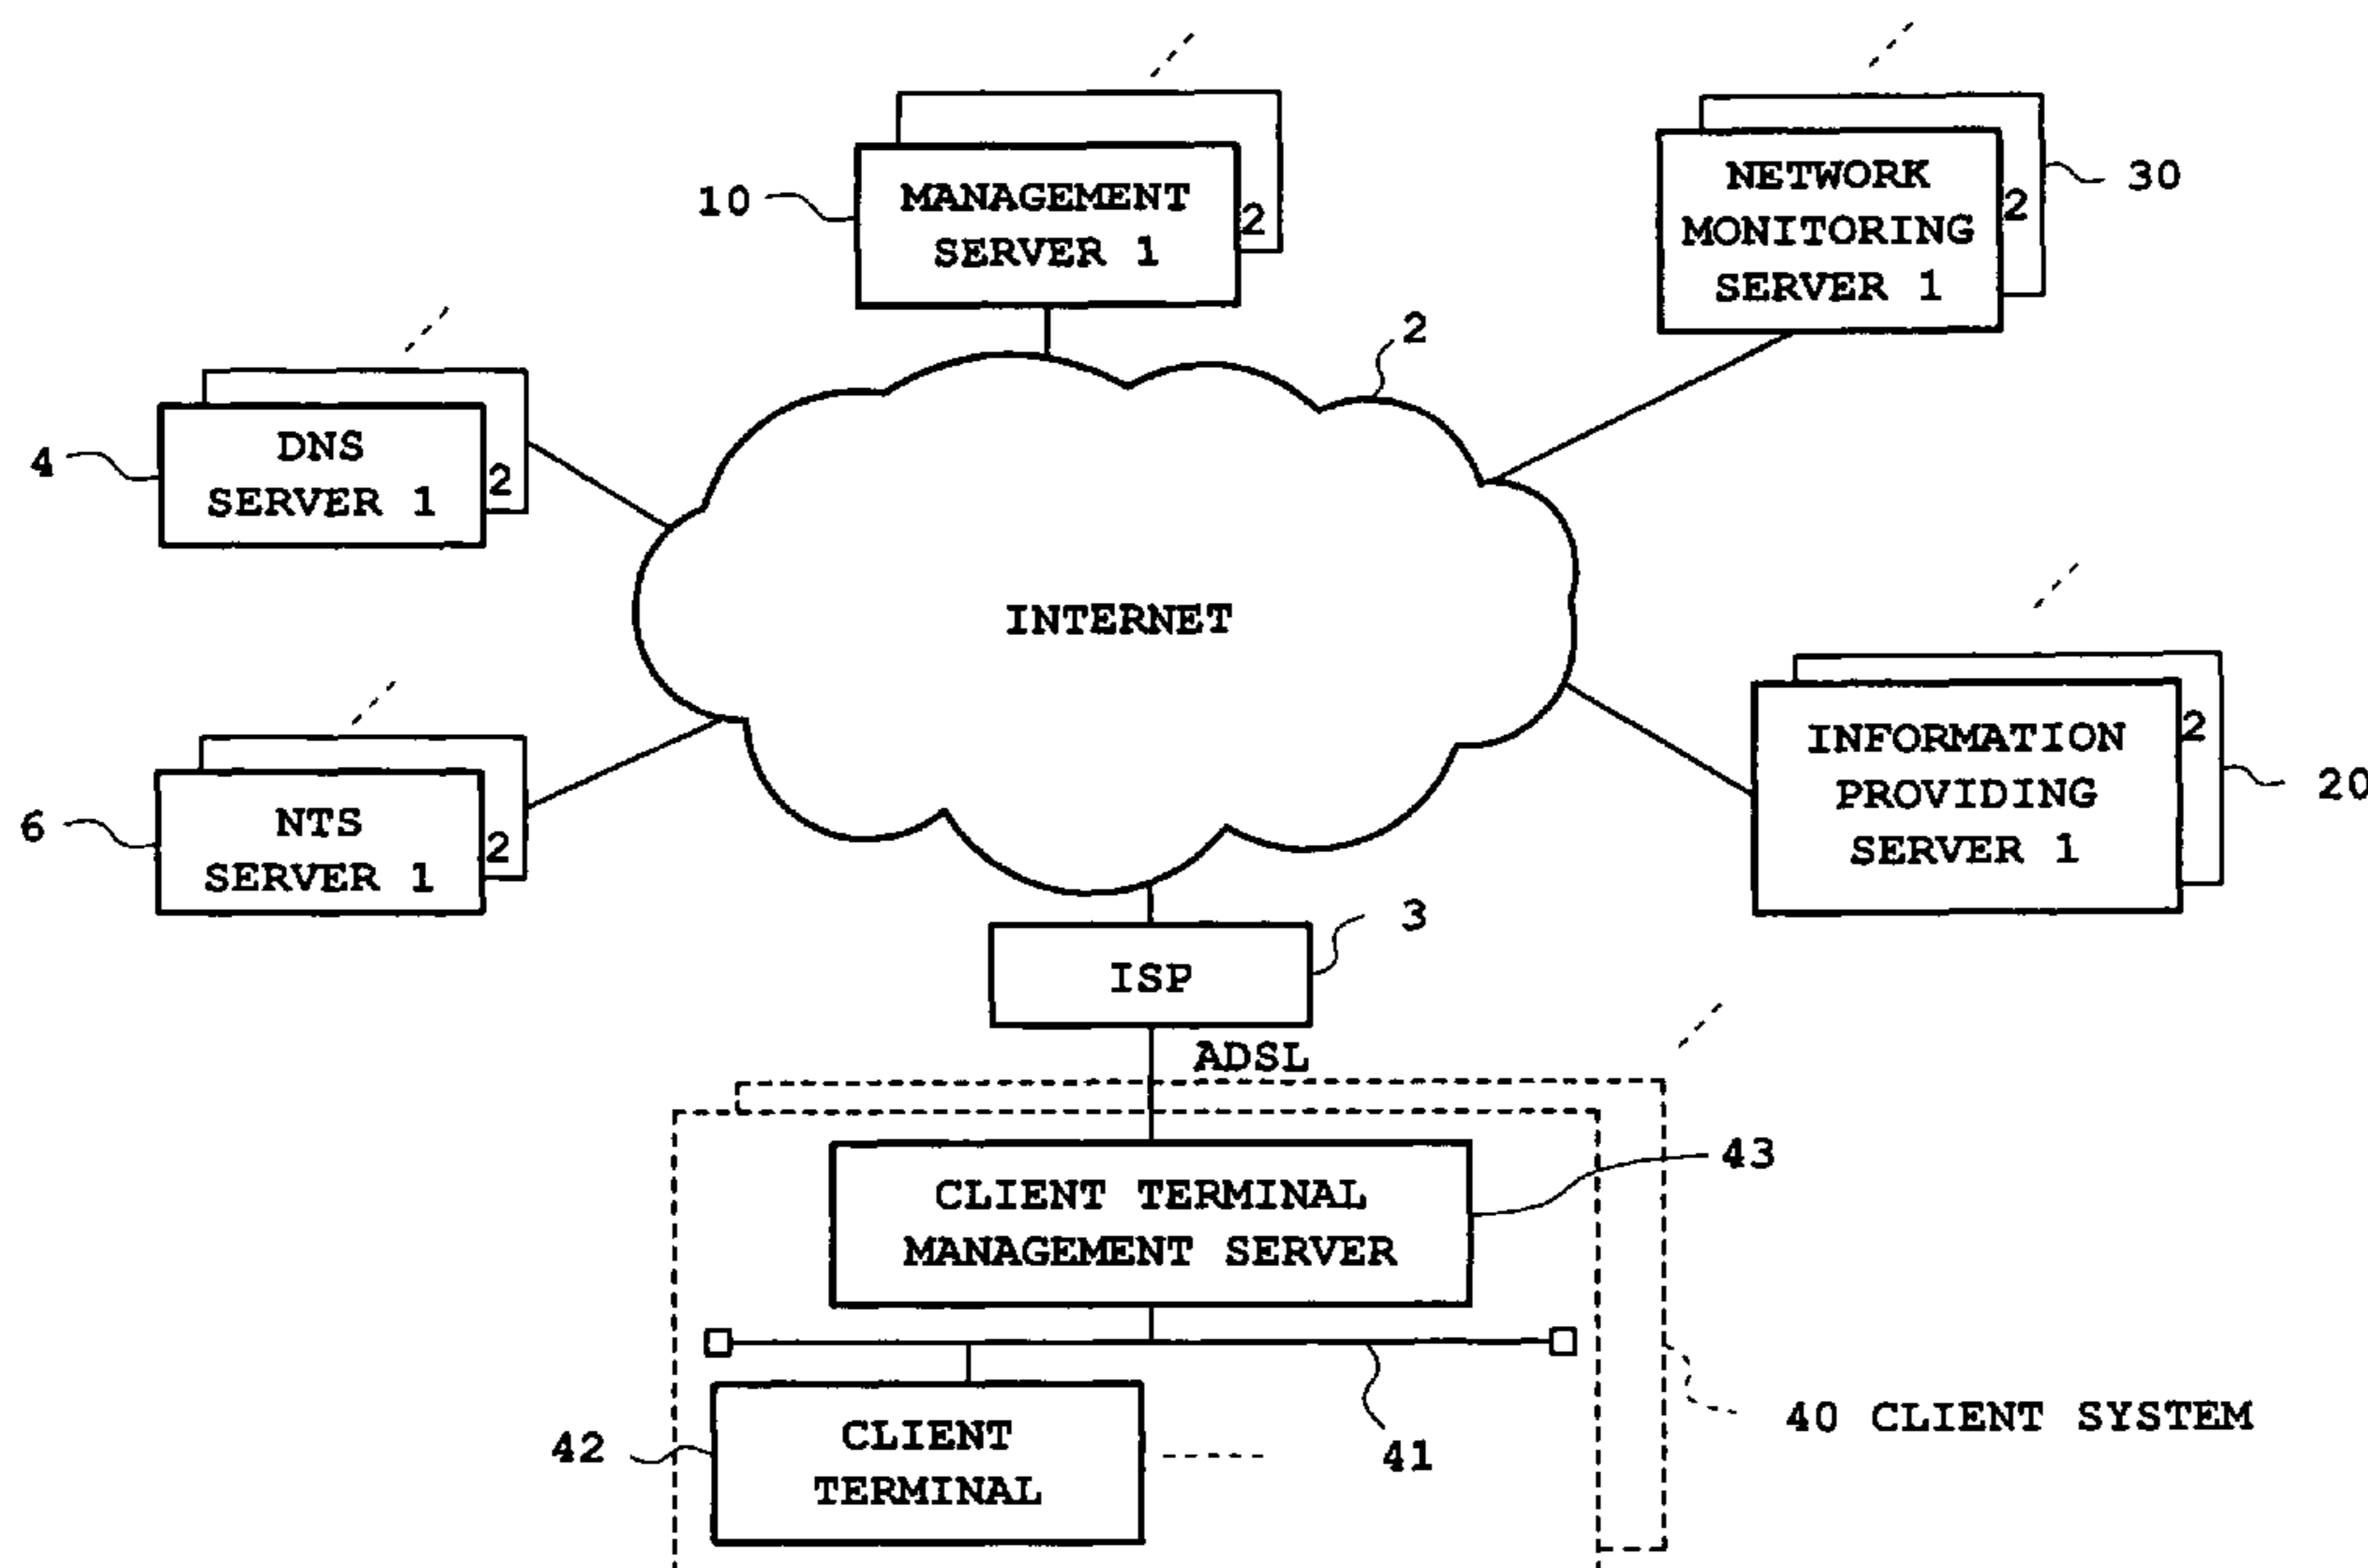 10
MANAGEMENT
SERVER 1
2
NETWORK
MONITORING
SERVER 1
2
30
2
4
DNS
SERVER 1
2
INTERNET
6
NTS
SERVER 1
2
INFORMATION
PROVIDING
SERVER 1
2
20
3
ISP
ADSL
43
CLIENT TERMINAL
MANAGEMENT SERVER
42
CLIENT
TERMINAL
41
40 CLIENT SYSTEM